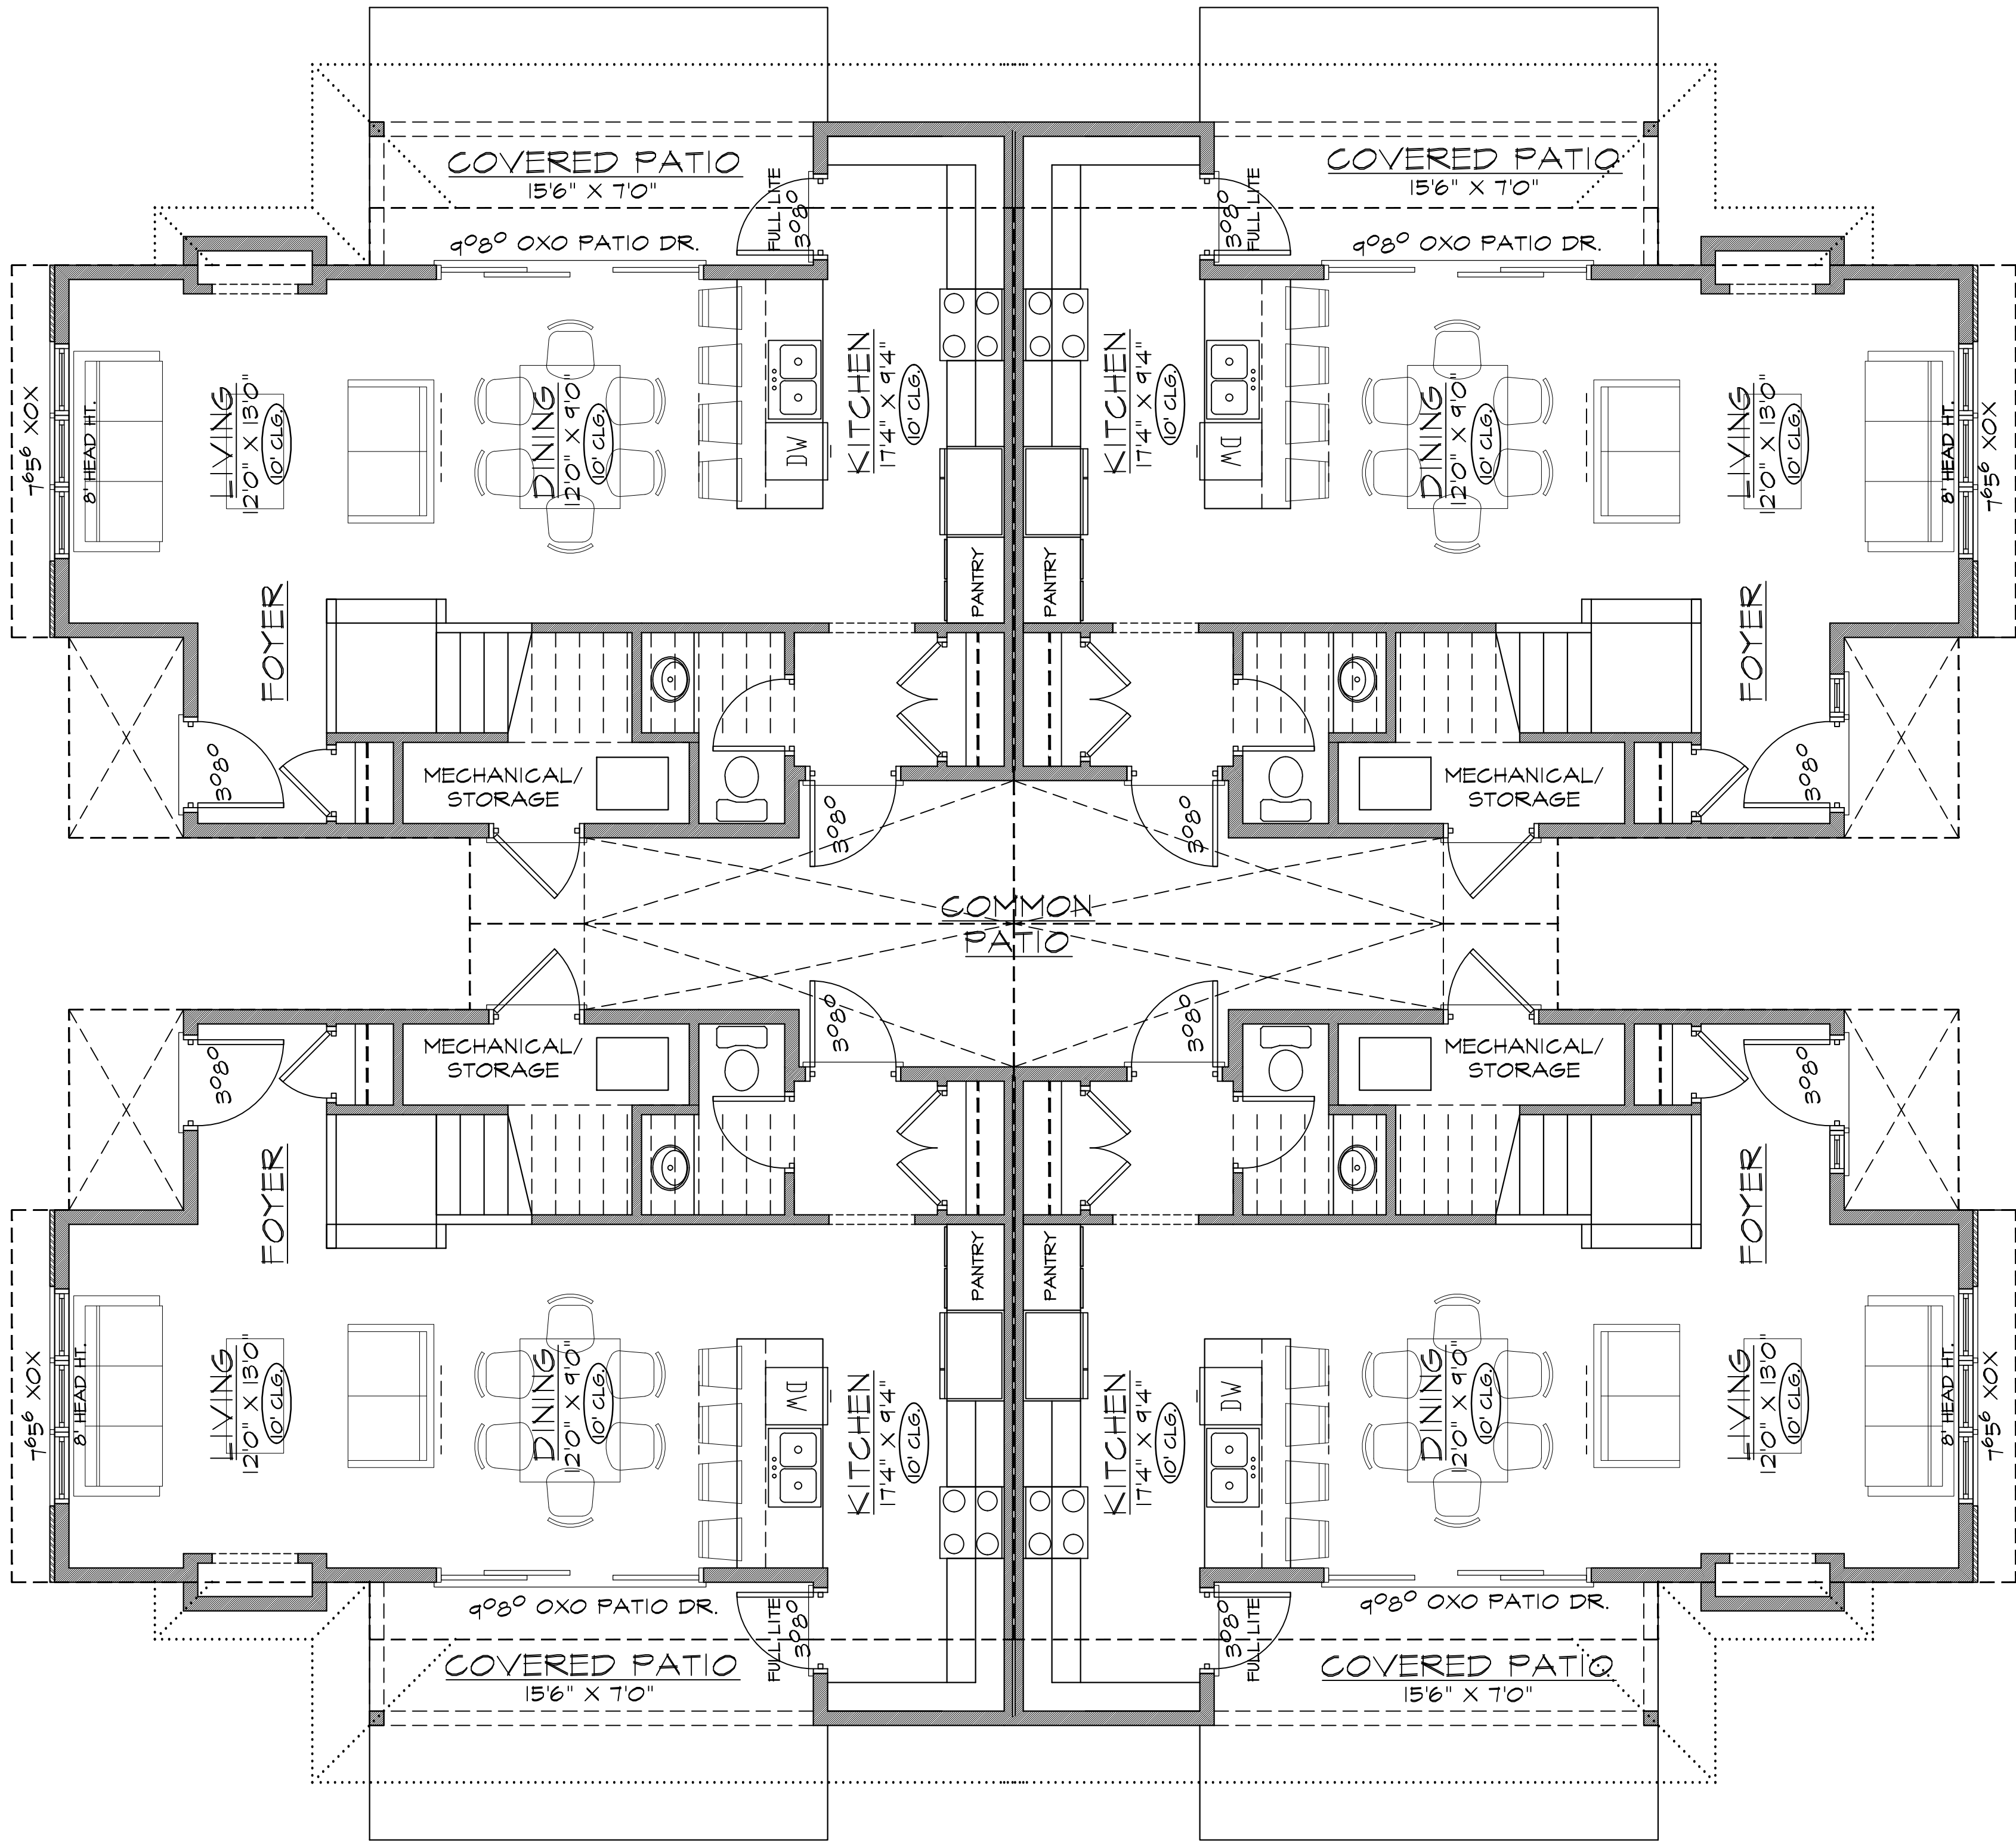 COVERED PATIO
15'6" X 7'0"
FULL LITE
3080
9080 OXO PATIO DR.
7656 XOX
8' HEAD HT.
LIVING
12'0" X 13'0"
10' CLG.
DINING
12'0" X 9'0"
10' CLG.
DW
KITCHEN
17'4" X 9'4"
10' CLG.
PANTRY
FOYER
3080
MECHANICAL/
STORAGE
3080
COVERED PATIO
15'6" X 7'0"
3080
FULL LITE
9080 OXO PATIO DR.
KITCHEN
17'4" X 9'4"
10' CLG.
DW
DINING
12'0" X 9'0"
10' CLG.
LIVING
12'0" X 13'0"
10' CLG.
8' HEAD HT.
7656 XOX
PANTRY
FOYER
3080
MECHANICAL/
STORAGE
3080
COMMON
PATIO
3080
MECHANICAL/
STORAGE
3080
FOYER
PANTRY
7656 XOX
8' HEAD HT.
LIVING
12'0" X 13'0"
10' CLG.
DINING
12'0" X 9'0"
10' CLG.
DW
KITCHEN
17'4" X 9'4"
10' CLG.
9080 OXO PATIO DR.
FULL LITE
3080
COVERED PATIO
15'6" X 7'0"
3080
MECHANICAL/
STORAGE
3080
FOYER
PANTRY
KITCHEN
17'4" X 9'4"
10' CLG.
DW
DINING
12'0" X 9'0"
10' CLG.
LIVING
12'0" X 13'0"
10' CLG.
8' HEAD HT.
7656 XOX
3080
FULL LITE
9080 OXO PATIO DR.
COVERED PATIO
15'6" X 7'0"